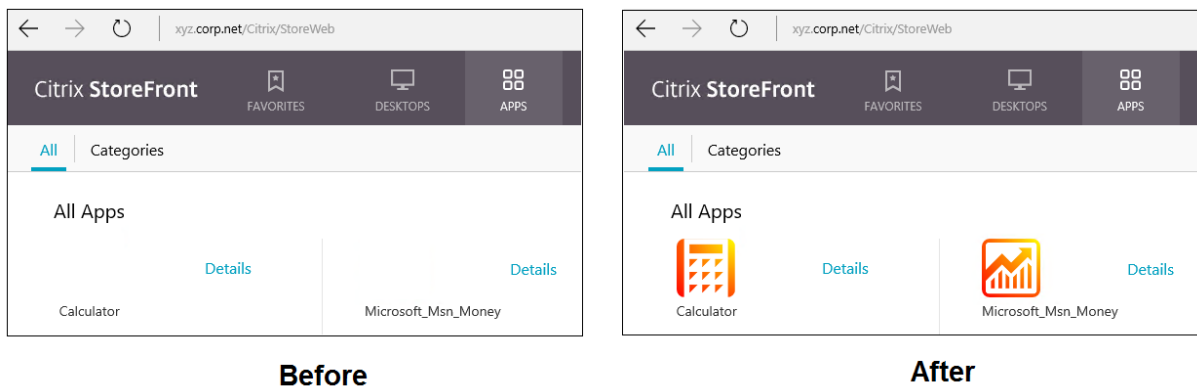 xyz.corp.net/Citrix/StoreWeb
Citrix StoreFront
FAVORITES
DESKTOPS
APPS
All
Categories
All Apps
Details
Details
Calculator
Microsoft_Msn_Money
Before
xyz.corp.net/Citrix/StoreWeb
Citrix StoreFront
FAVORITES
DESKTOPS
APPS
All
Categories
All Apps
Details
Details
Calculator
Microsoft_Msn_Money
After